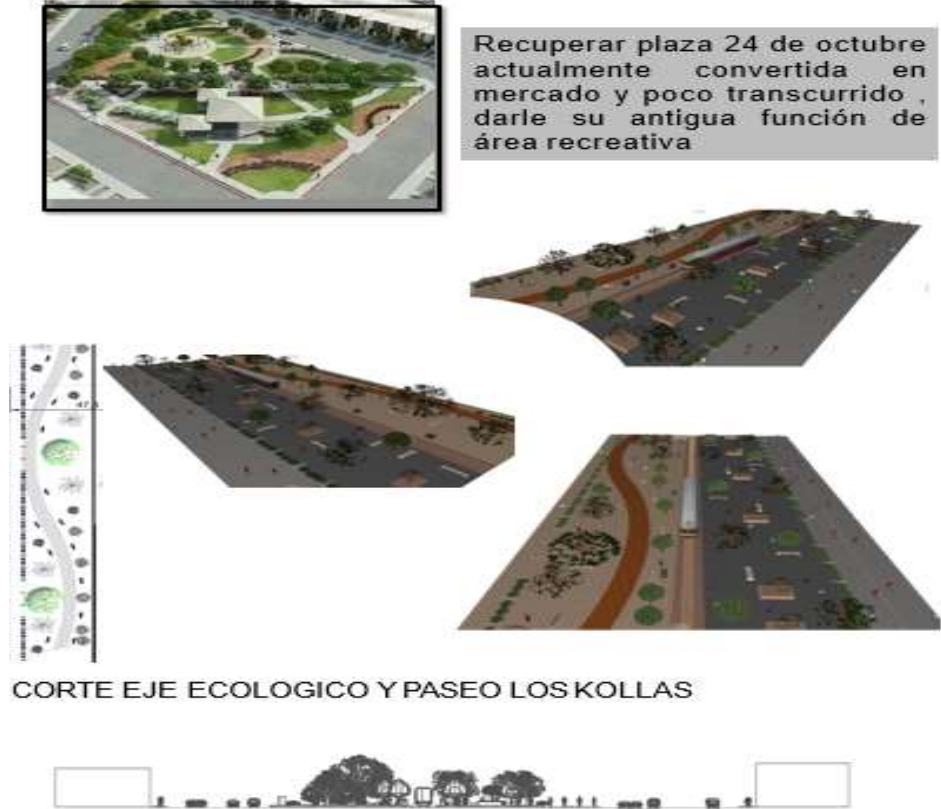 Recuperar plaza 24 de octubre
actualmente convertida en
mercado y poco transcurrido ,
darle su antigua función de
área recreativa
CORTE EJE ECOLOGICO Y PASEO LOS KOLLAS